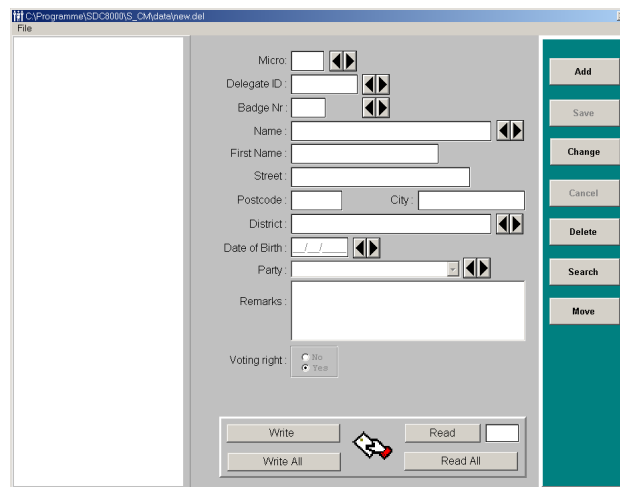 C:\Programme\SDC8000\S_CM\data\new.del
File
Micro:
Delegate ID :
Badge Nr :
Name :
First Name :
Street :
Postcode :
City :
District :
Date of Birth : __/__/____
Party :
Remarks :
Voting right :
No
Yes
Write
Read
Write All
Read All
Add
Save
Change
Cancel
Delete
Search
Move